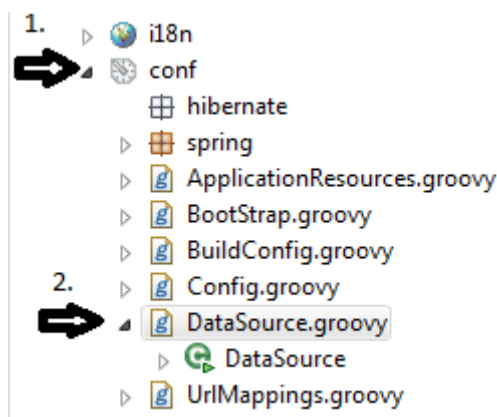 1.
i18n
conf
hibernate
spring
ApplicationResources.groovy
BootStrap.groovy
BuildConfig.groovy
2.
Config.groovy
DataSource.groovy
DataSource
UrlMappings.groovy